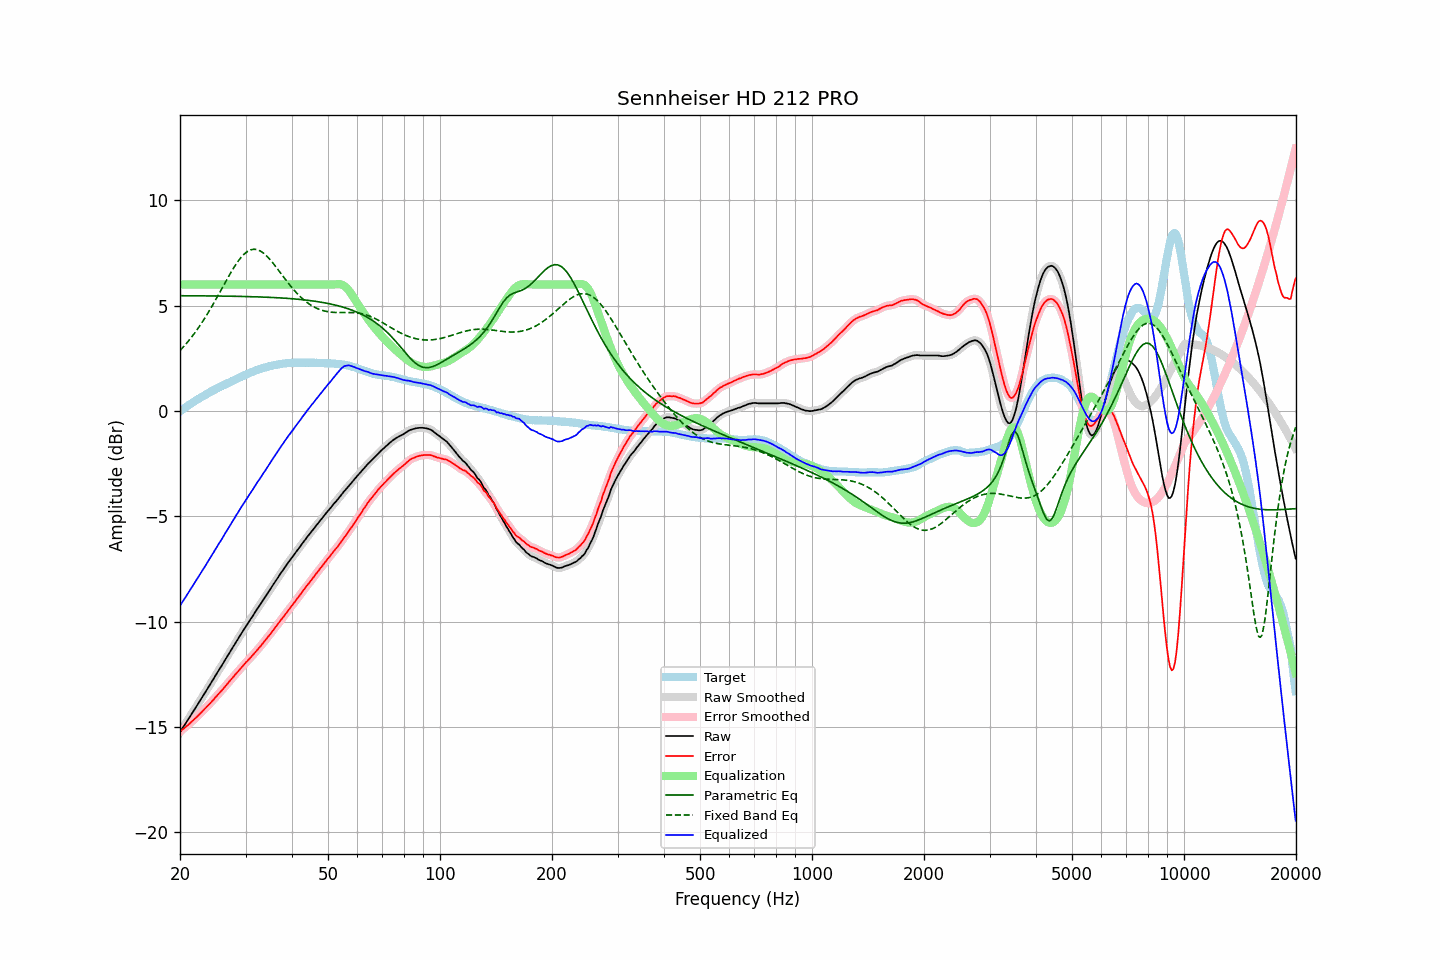 Sennheiser HD 212 PRO
Amplitude (dBr)
10
5
0
−5
−10
−15
−20
Target
Raw Smoothed
Error Smoothed
Raw
Error
Equalization
Parametric Eq
Fixed Band Eq
Equalized
20
50
100
200
500
1000
2000
5000
10000
20000
Frequency (Hz)